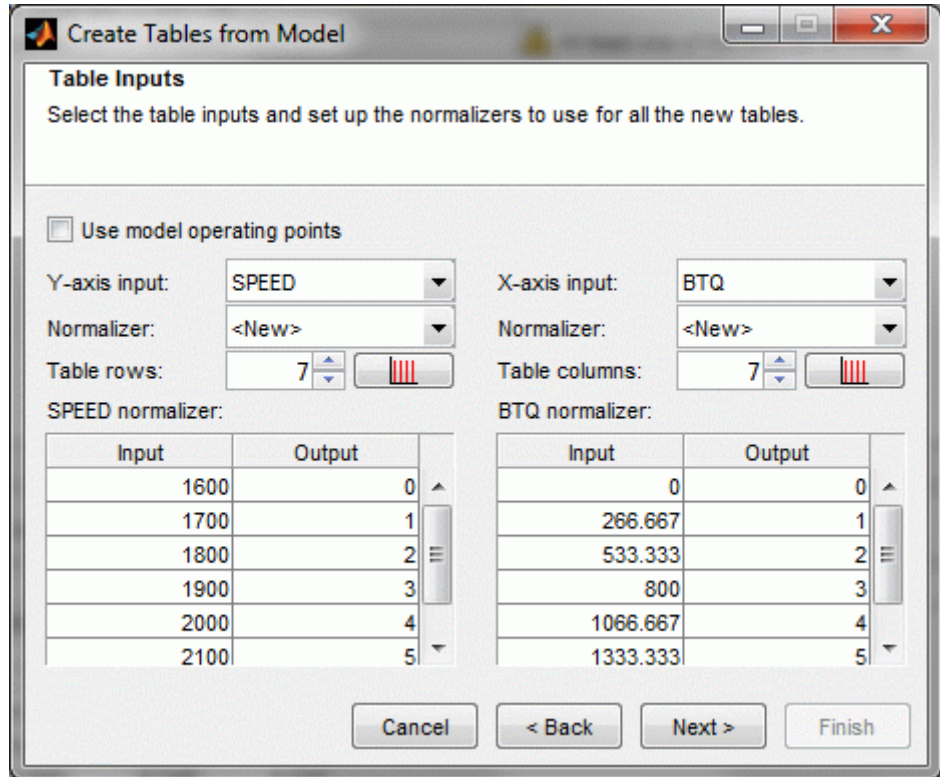 Create Tables from Model
Table Inputs
Select the table inputs and set up the normalizers to use for all the new tables.
Use model operating points
Y-axis input: SPEED X-axis input: BTQ
Normalizer: <New> Normalizer: <New>
Table rows: 7 Table columns: 7
SPEED normalizer: BTQ normalizer:
Input Output Input Output
1600 0 0 0
1700 1 266.667 1
1800 2 533.333 2
1900 3 800 3
2000 4 1066.667 4
2100 5 1333.333 5
Cancel < Back Next > Finish